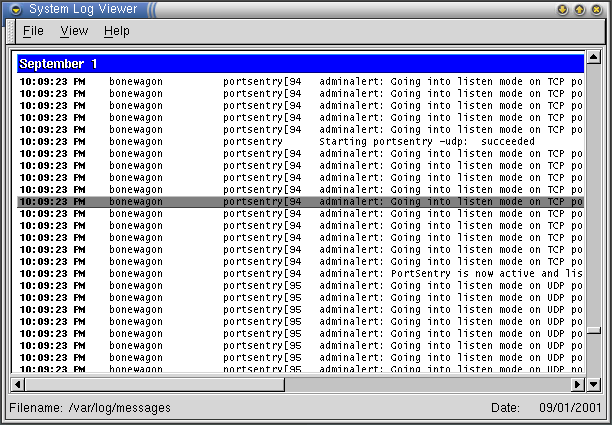 System Log Viewer
File View Help
September 1
10:09:23 PM bonewagon portsentry[94 adminalert: Going into listen mode on TCP po
10:09:23 PM bonewagon portsentry[94 adminalert: Going into listen mode on TCP po
10:09:23 PM bonewagon portsentry[94 adminalert: Going into listen mode on TCP po
10:09:23 PM bonewagon portsentry[94 adminalert: Going into listen mode on TCP po
10:09:23 PM bonewagon portsentry[94 adminalert: Going into listen mode on TCP po
10:09:23 PM bonewagon portsentry Starting portsentry -udp: succeeded
10:09:23 PM bonewagon portsentry[94 adminalert: Going into listen mode on TCP po
10:09:23 PM bonewagon portsentry[94 adminalert: Going into listen mode on TCP po
10:09:23 PM bonewagon portsentry[94 adminalert: Going into listen mode on TCP po
10:09:23 PM bonewagon portsentry[94 adminalert: Going into listen mode on TCP po
10:09:23 PM bonewagon portsentry[94 adminalert: Going into listen mode on TCP po
10:09:23 PM bonewagon portsentry[94 adminalert: Going into listen mode on TCP po
10:09:23 PM bonewagon portsentry[94 adminalert: Going into listen mode on TCP po
10:09:23 PM bonewagon portsentry[94 adminalert: Going into listen mode on TCP po
10:09:23 PM bonewagon portsentry[94 adminalert: Going into listen mode on TCP po
10:09:23 PM bonewagon portsentry[94 adminalert: Going into listen mode on TCP po
10:09:23 PM bonewagon portsentry[94 adminalert: PortSentry is now active and lis
10:09:23 PM bonewagon portsentry[95 adminalert: Going into listen mode on UDP po
10:09:23 PM bonewagon portsentry[95 adminalert: Going into listen mode on UDP po
10:09:23 PM bonewagon portsentry[95 adminalert: Going into listen mode on UDP po
10:09:23 PM bonewagon portsentry[95 adminalert: Going into listen mode on UDP po
10:09:23 PM bonewagon portsentry[95 adminalert: Going into listen mode on UDP po
10:09:23 PM bonewagon portsentry[95 adminalert: Going into listen mode on UDP po
10:09:23 PM bonewagon portsentry[95 adminalert: Going into listen mode on UDP po
10:09:23 PM bonewagon portsentry[95 adminalert: Going into listen mode on UDP po
Filename: /var/log/messages Date: 09/01/2001